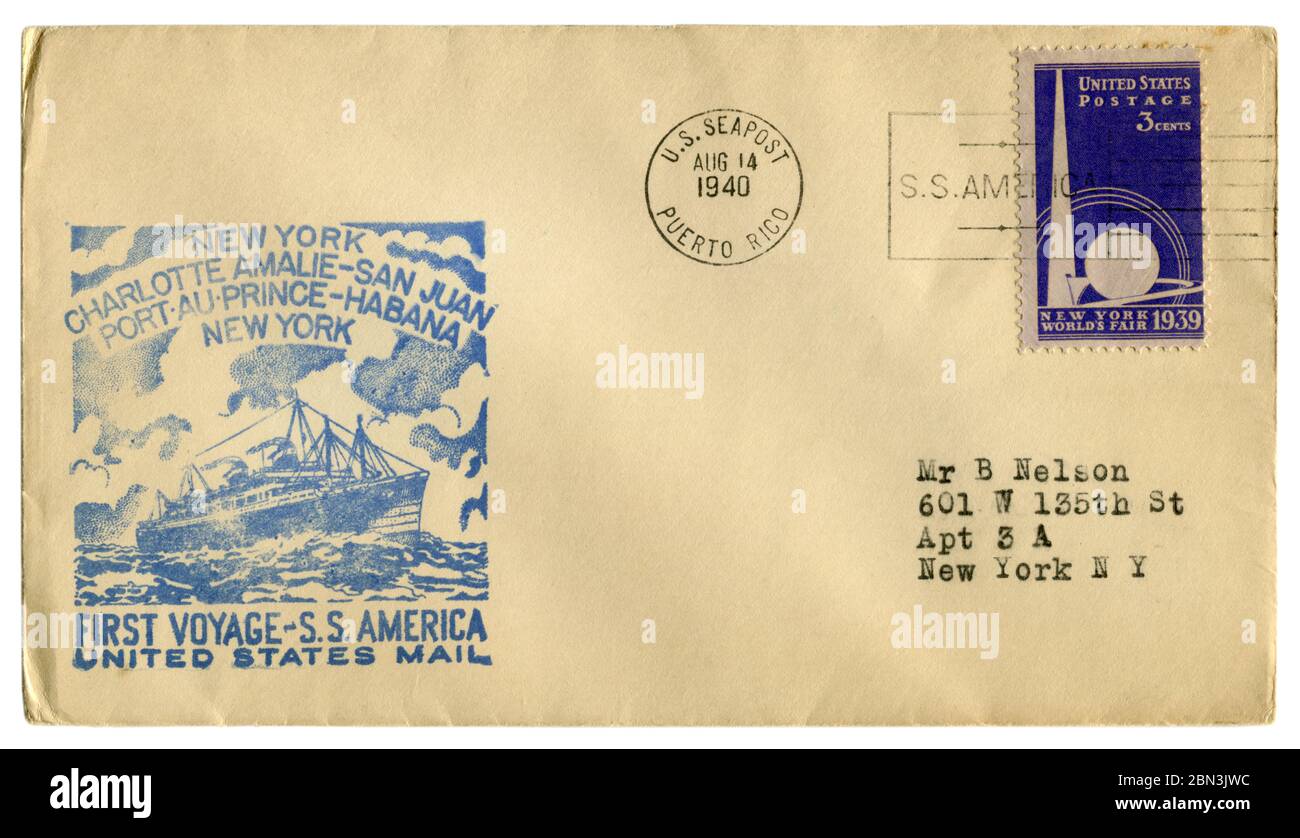 U.S. SEAPOST
AUG 14
1940
PUERTO RICO
S.S. AMERICA
UNITED STATES
POSTAGE
3 CENTS
NEW YORK
WORLD'S FAIR 1939
NEW YORK
CHARLOTTE AMALIE-SAN JUAN
PORT-AU-PRINCE-HABANA
NEW YORK
FIRST VOYAGE-S.S. AMERICA
UNITED STATES MAIL
Mr B Nelson
601 W 135th St
Apt 3 A
New York N Y
alamy
alamy
Image ID: 2BN3JWC
www.alamy.com